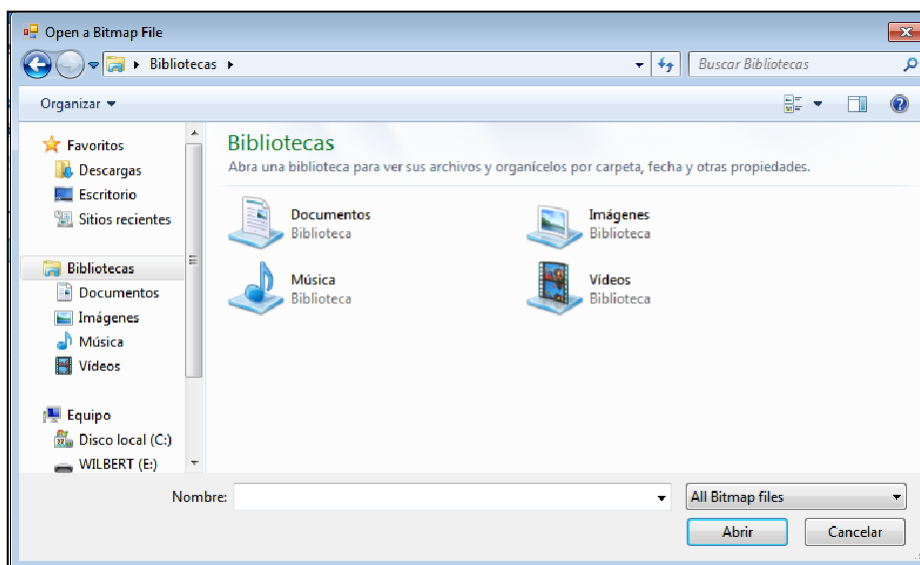 Open a Bitmap File
Bibliotecas
Buscar Bibliotecas
Organizar
Favoritos
Descargas
Escritorio
Sitios recientes
Bibliotecas
Documentos
Imágenes
Música
Vídeos
Equipo
Disco local (C:)
WILBERT (E:)
Bibliotecas
Abra una biblioteca para ver sus archivos y organícelos por carpeta, fecha y otras propiedades.
Documentos
Biblioteca
Imágenes
Biblioteca
Música
Biblioteca
Vídeos
Biblioteca
Nombre:
All Bitmap files
Abrir
Cancelar